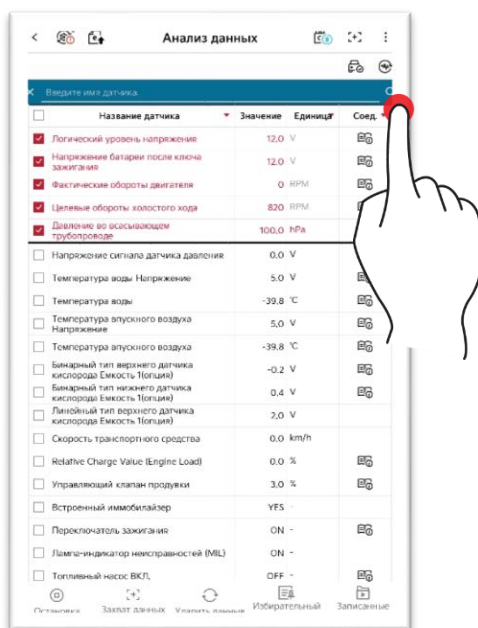 Анализ данных
Введите имя датчика
Название датчика Значение Единица Соед.
Логический уровень напряжения 12.0 V
Напряжение батареи после ключа
зажигания 12.0 V
Фактические обороты двигателя 0 RPM
Целевые обороты холостого хода 820 RPM
Давление во всасывающем
трубопроводе 100.0 hPa
Напряжение сигнала датчика давления 0.0 V
Температура воды Напряжение 5.0 V
Температура воды -39.8 ℃
Температура впускного воздуха
Напряжение 5.0 V
Температура впускного воздуха -39.8 ℃
Бинарный тип верхнего датчика
кислорода Емкость 1(опция) -0.2 V
Бинарный тип нижнего датчика
кислорода Емкость 1(опция) 0.4 V
Линейный тип верхнего датчика
кислорода Емкость 1(опция) 2.0 V
Скорость транспортного средства 0.0 km/h
Relative Charge Value (Engine Load) 0.0 %
Управляющий клапан продувки 3.0 %
Встроенный иммобилайзер YES -
Переключатель зажигания ON -
Лампа-индикатор неисправностей (MIL) ON -
Топливный насос ВКЛ. OFF -
Остановка Захват данных Удалить данные Избирательный Записанные